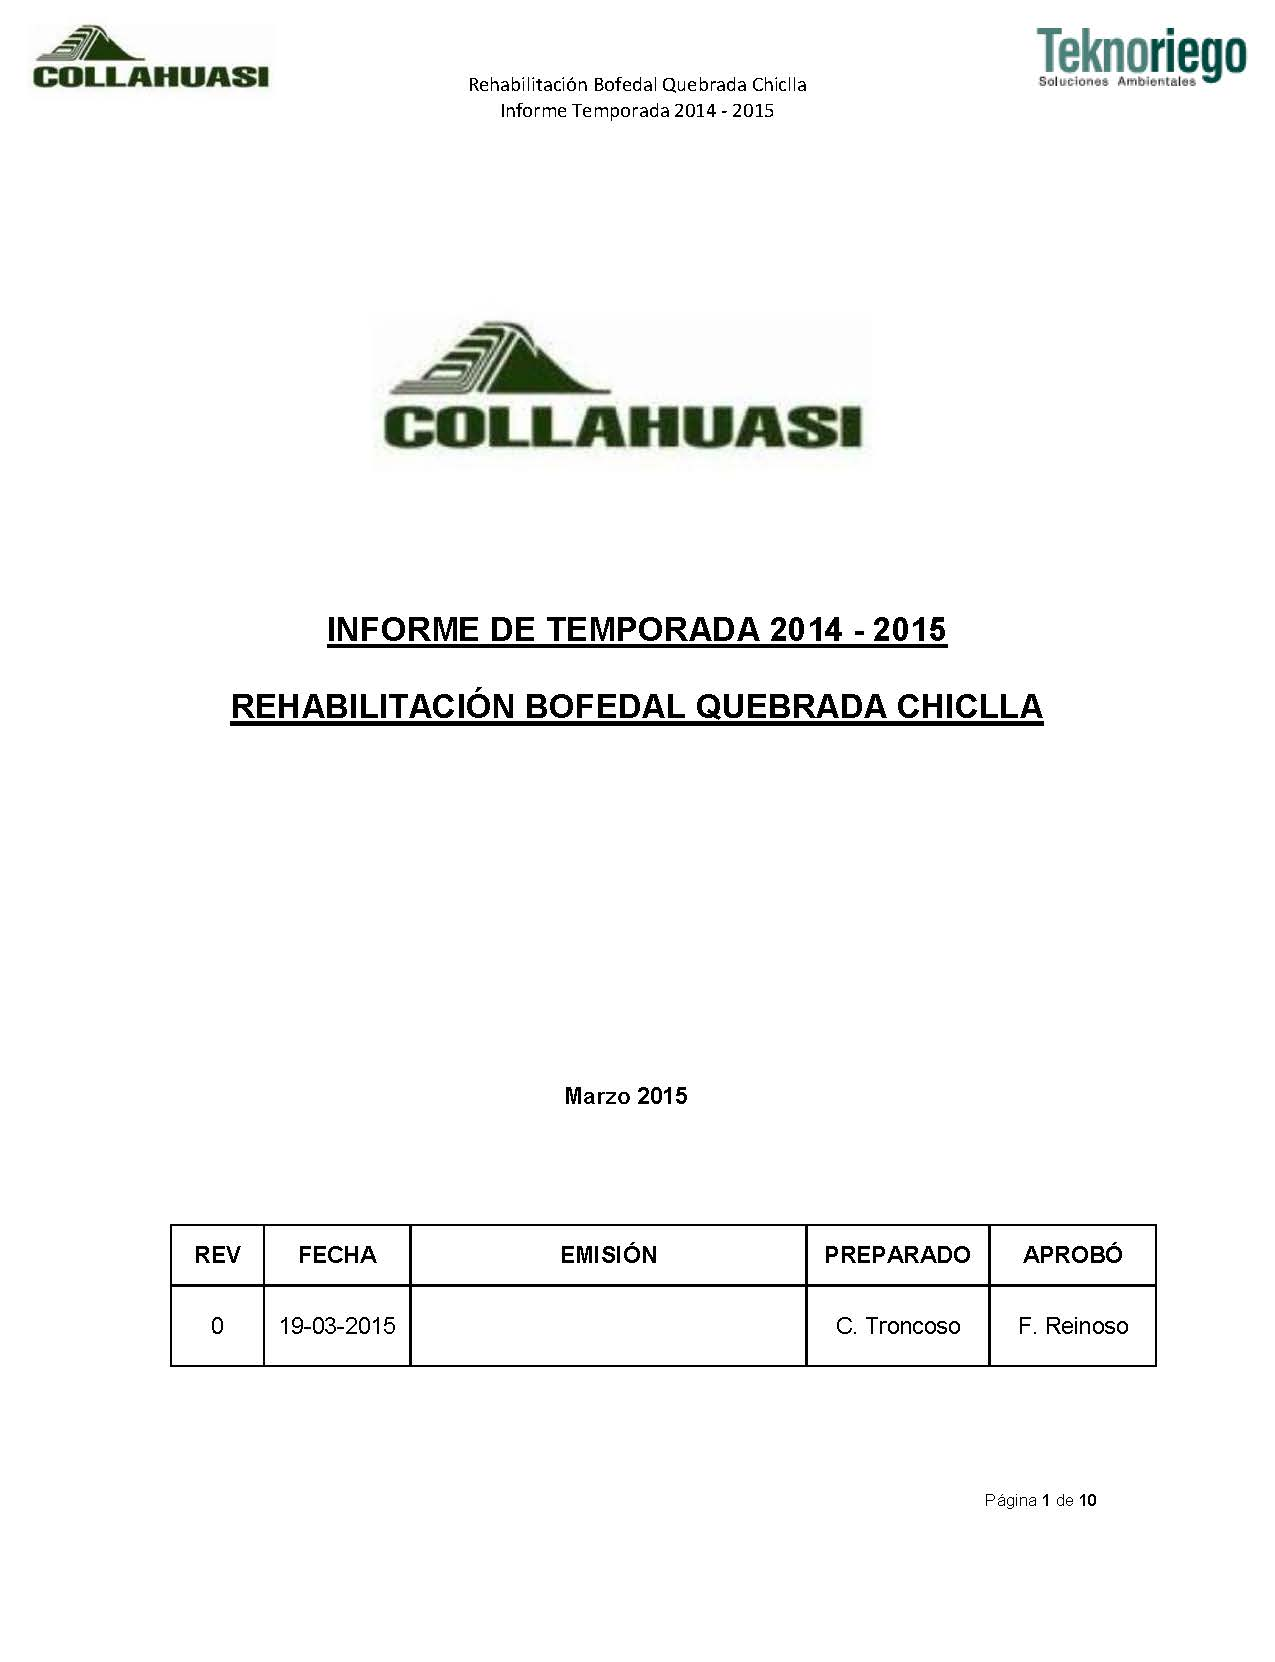 COLLAHUASI
Teknoriego
Soluciones Ambientales
Rehabilitación Bofedal Quebrada Chiclla
Informe Temporada 2014 - 2015
COLLAHUASI
INFORME DE TEMPORADA 2014 - 2015
REHABILITACIÓN BOFEDAL QUEBRADA CHICLLA
Marzo 2015
REV FECHA EMISIÓN PREPARADO APROBÓ
0 19-03-2015 C. Troncoso F. Reinoso
Página 1 de 10